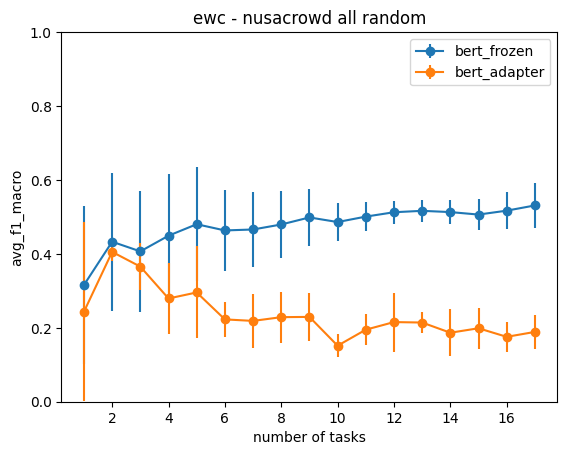 ewc - nusacrowd all random
bert_frozen
bert_adapter
avg_f1_macro
1.0
0.8
0.6
0.4
0.2
0.0
2 4 6 8 10 12 14 16
number of tasks